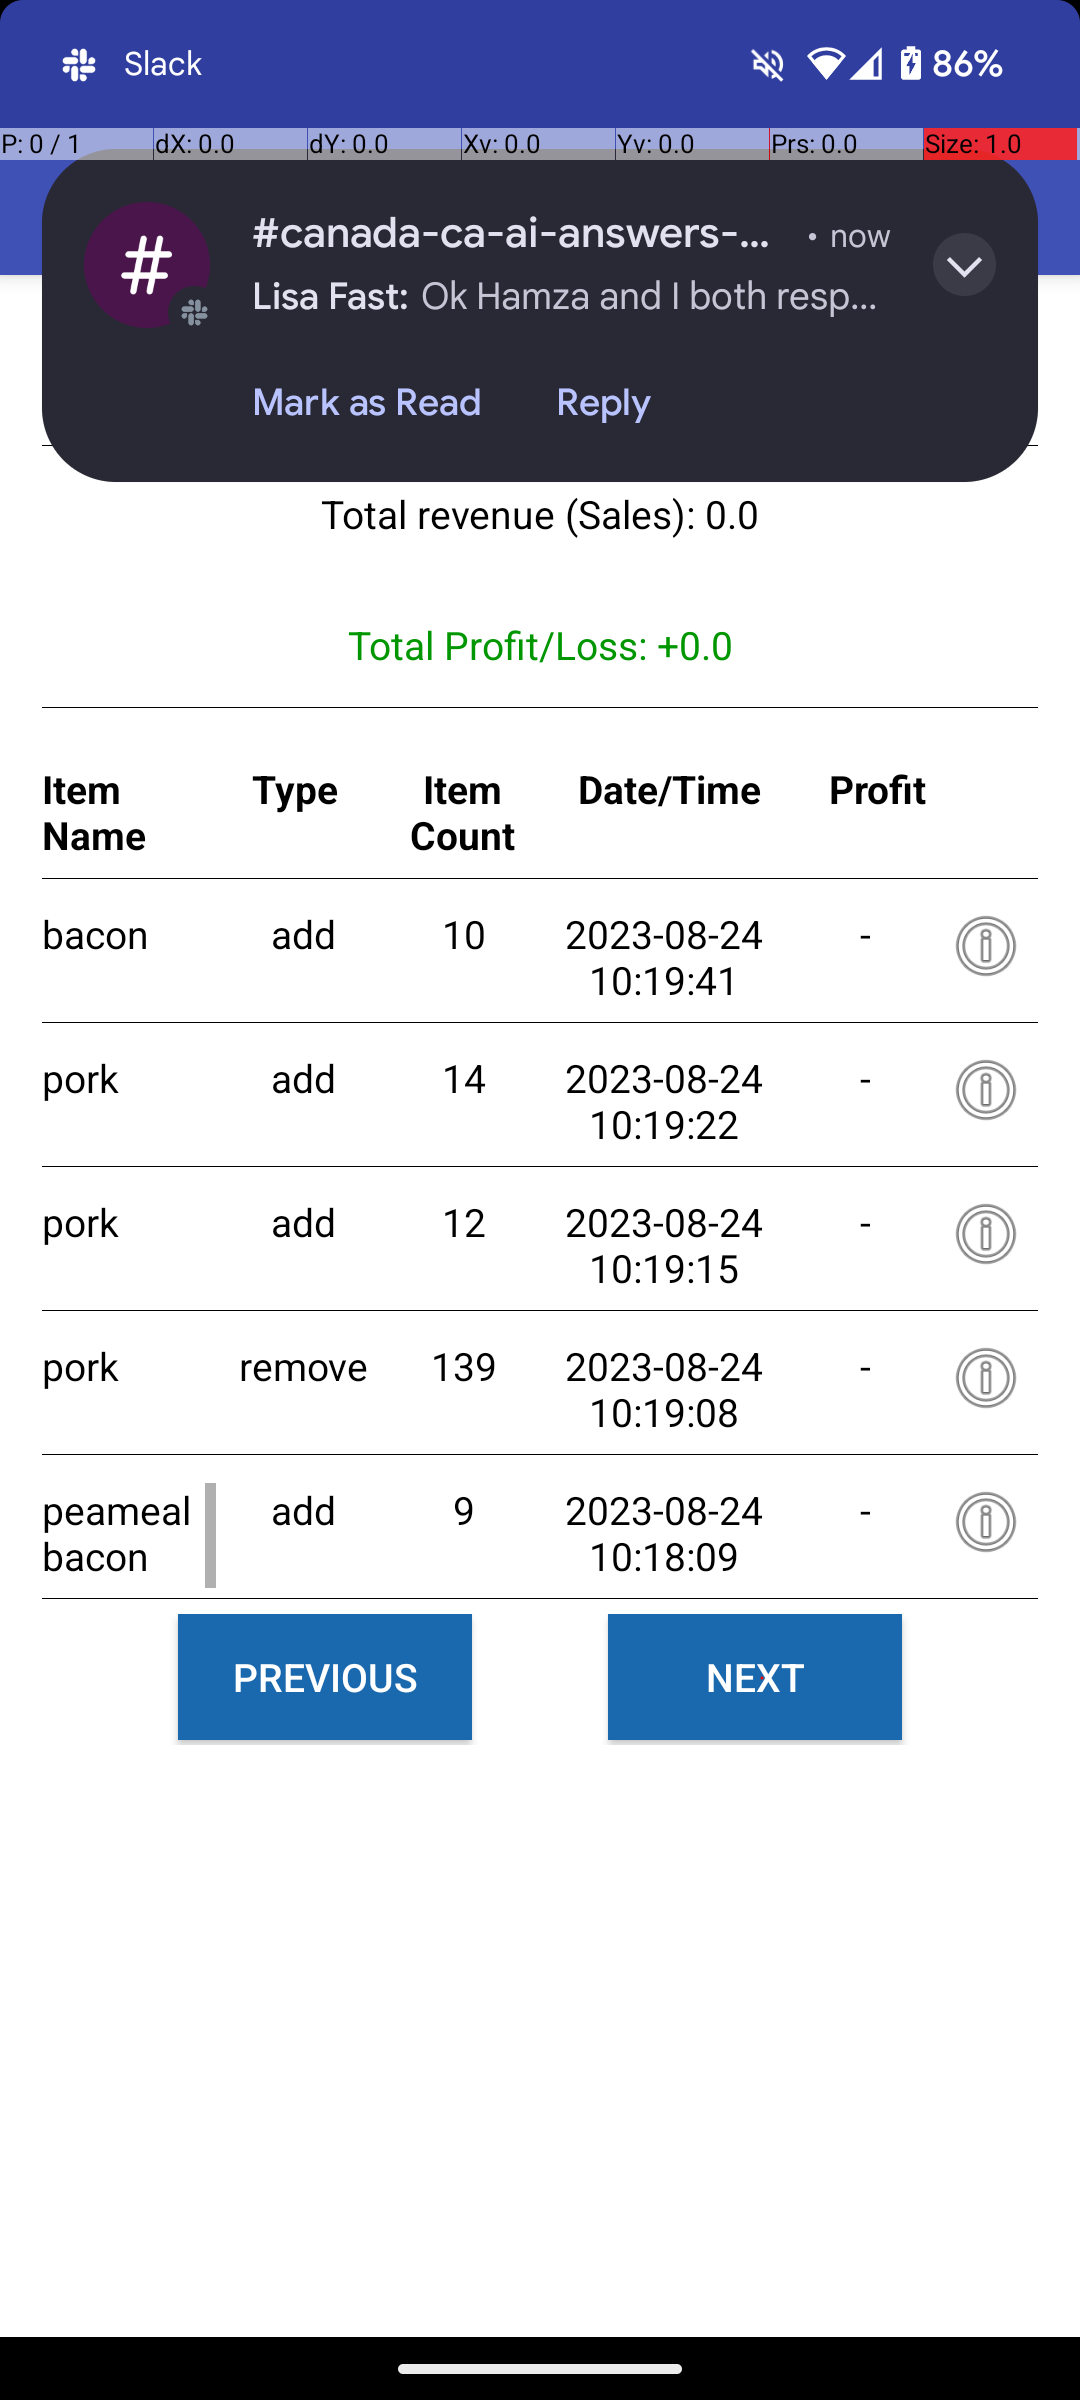 Slack
86%
P: 0 / 1 dX: 0.0 dY: 0.0 Xv: 0.0 Yv: 0.0 Prs: 0.0 Size: 1.0
#canada-ca-ai-answers-... • now
Lisa Fast: Ok Hamza and I both resp...
Mark as Read Reply
Total revenue (Sales): 0.0
Total Profit/Loss: +0.0
Item Type Item Date/Time Profit
Name Count
bacon add 10 2023-08-24 -
10:19:41
pork add 14 2023-08-24 -
10:19:22
pork add 12 2023-08-24 -
10:19:15
pork remove 139 2023-08-24 -
10:19:08
peameal add 9 2023-08-24 -
bacon 10:18:09
PREVIOUS NEXT